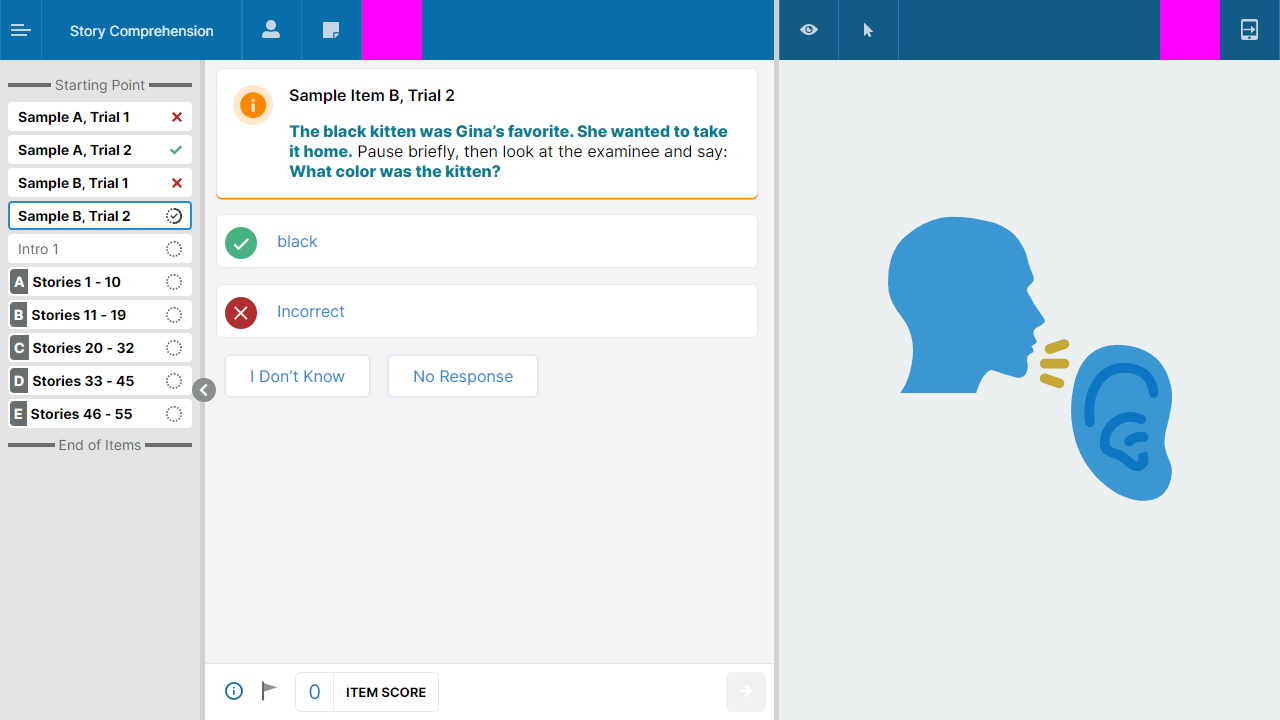 Story Comprehension
Starting Point
Sample A, Trial 1
Sample A, Trial 2
Sample B, Trial 1
Sample B, Trial 2
Intro 1
A Stories 1 - 10
B Stories 11 - 19
C Stories 20 - 32
D Stories 33 - 45
E Stories 46 - 55
End of Items
Sample Item B, Trial 2
The black kitten was Gina’s favorite. She wanted to take
it home. Pause briefly, then look at the examinee and say:
What color was the kitten?
black
Incorrect
I Don’t Know
No Response
0 ITEM SCORE